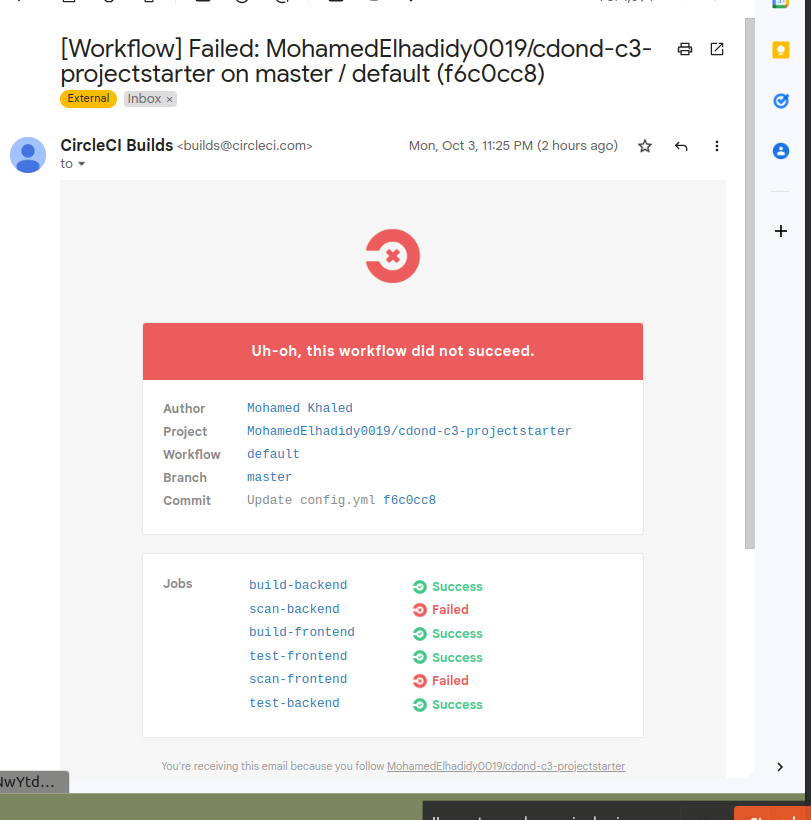 [Workflow] Failed: MohamedElhadidy0019/cdond-c3-
projectstarter on master / default (f6c0cc8)
External
Inbox ×
CircleCI Builds <builds@circleci.com>
Mon, Oct 3, 11:25 PM (2 hours ago)
to
Uh-oh, this workflow did not succeed.
Author Mohamed Khaled
Project MohamedElhadidy0019/cdond-c3-projectstarter
Workflow default
Branch master
Commit Update config.yml f6c0cc8
Jobs build-backend Success
scan-backend Failed
build-frontend Success
test-frontend Success
scan-frontend Failed
test-backend Success
You're receiving this email because you follow MohamedElhadidy0019/cdond-c3-projectstarter